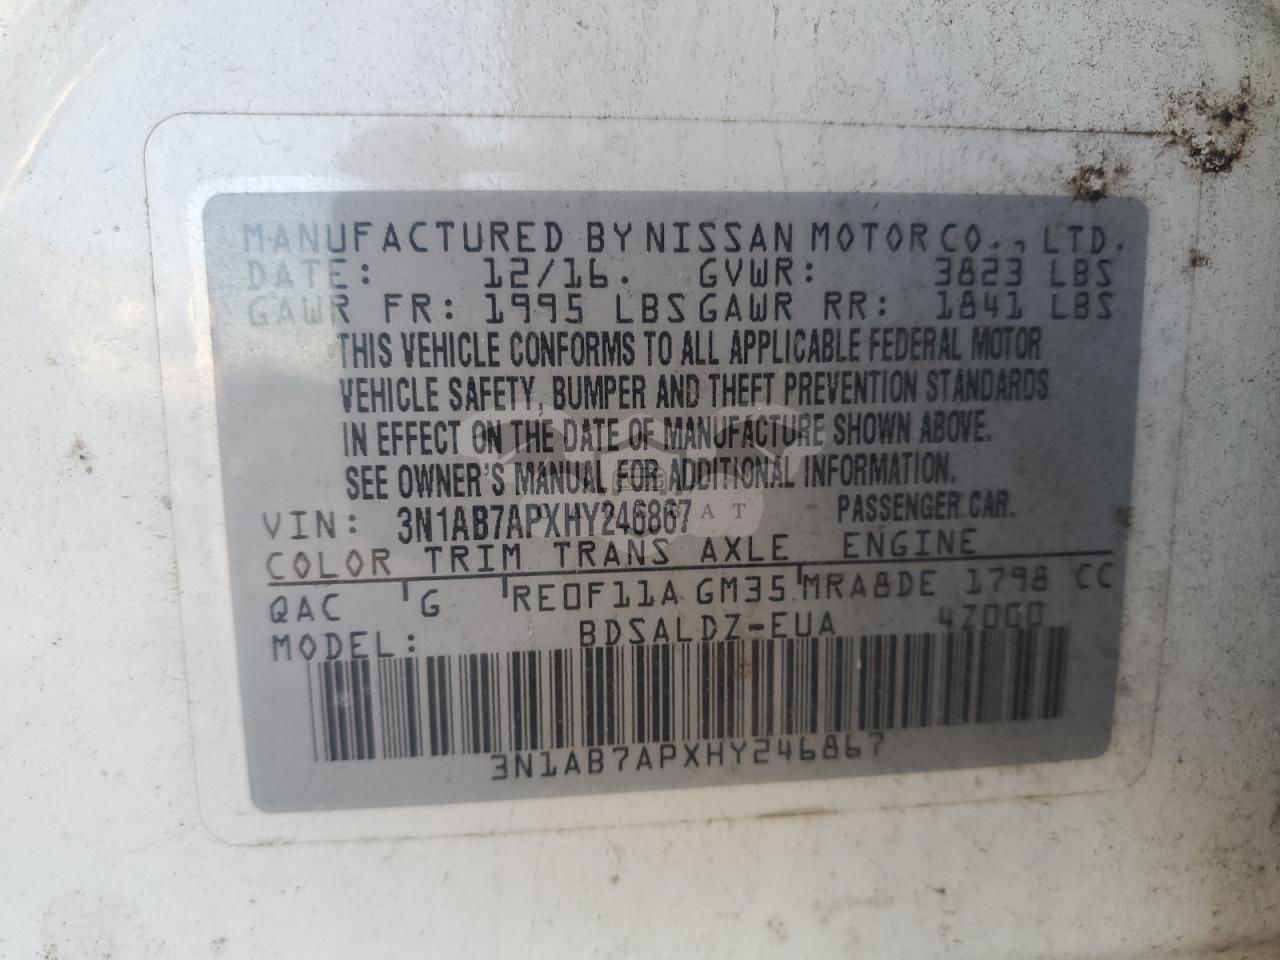 MANUFACTURED BY NISSAN MOTOR CO., LTD.
DATE: 12/16. GVWR: 3823 LBS
GAWR FR: 1995 LBS GAWR RR: 1841 LBS
THIS VEHICLE CONFORMS TO ALL APPLICABLE FEDERAL MOTOR
VEHICLE SAFETY, BUMPER AND THEFT PREVENTION STANDARDS
IN EFFECT ON THE DATE OF MANUFACTURE SHOWN ABOVE.
SEE OWNER'S MANUAL FOR ADDITIONAL INFORMATION.
VIN: 3N1AB7APXHY246867 PASSENGER CAR.
COLOR TRIM TRANS AXLE ENGINE
QAC G RE0F11A GM35 MRA8DE 1798 CC
MODEL: BDSALDZ-EUA 4Z0G0
3N1AB7APXHY246867